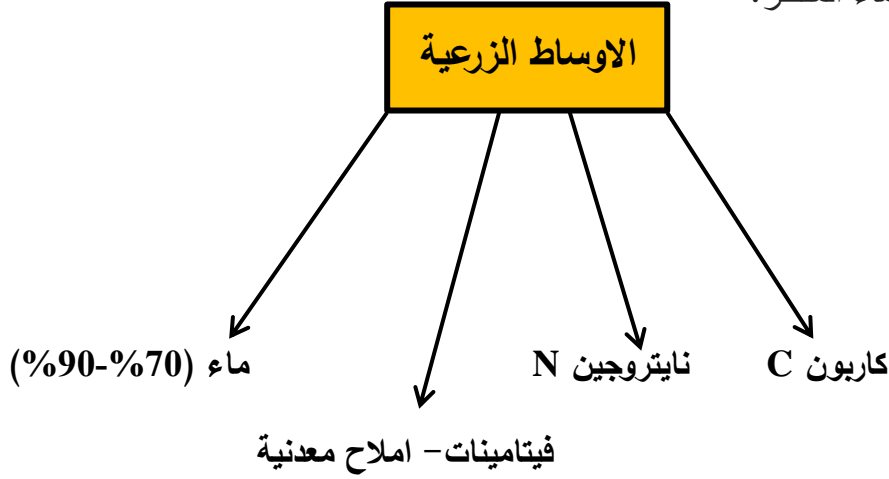 الاوساط الزرعية
كاربون C
نايتروجين N
ماء (70%-90%)
فيتامينات- املاح معدنية